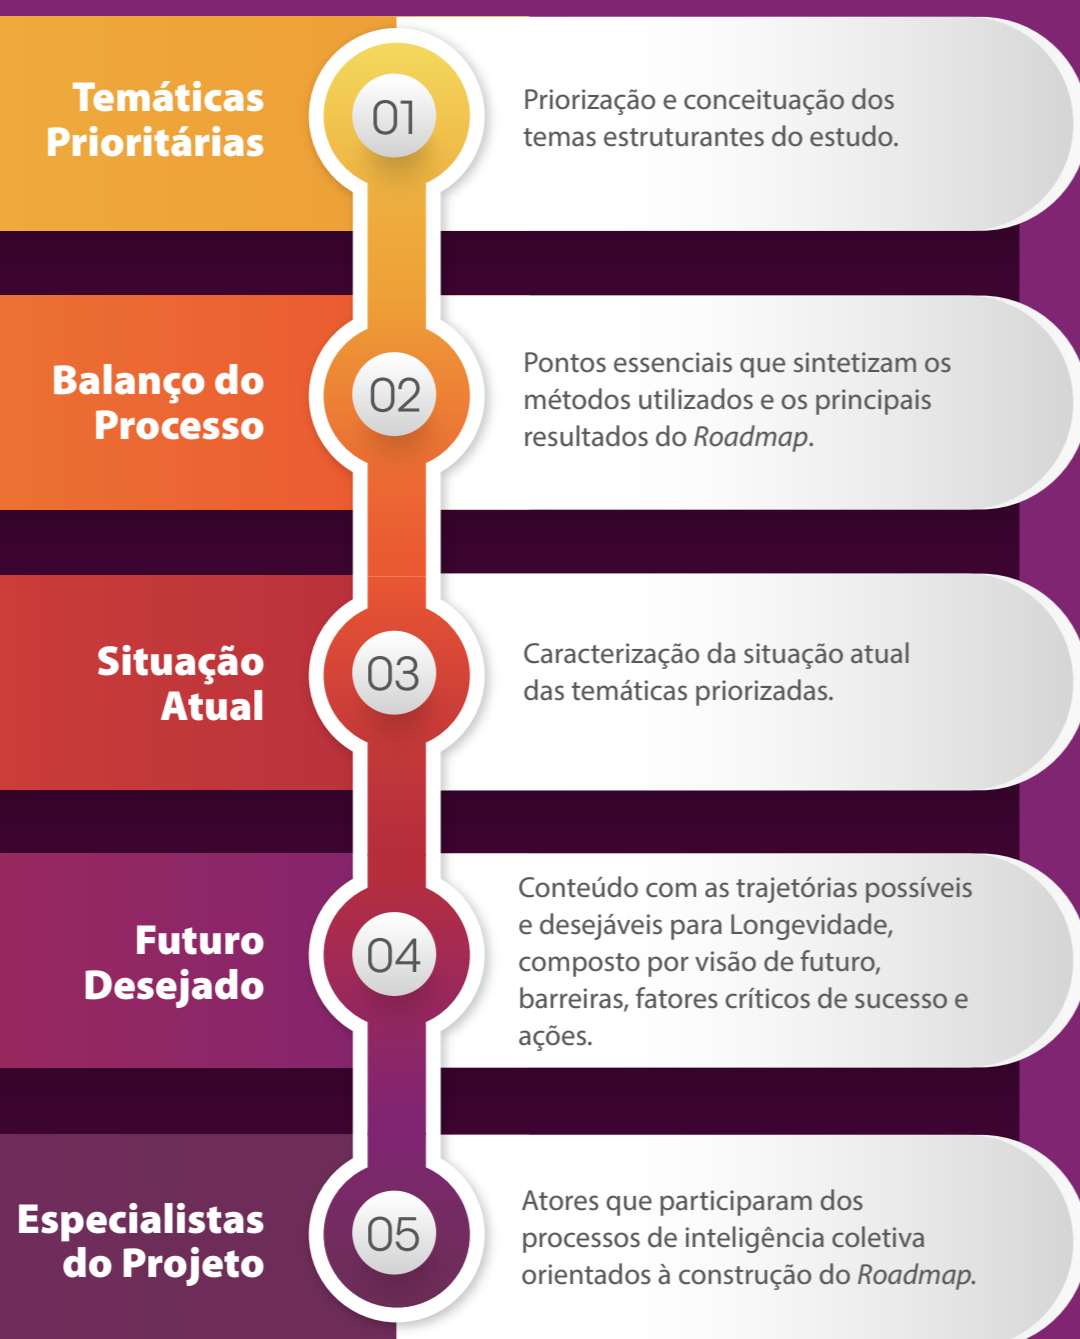 Temáticas
Prioritárias
01
Priorização e conceituação dos
temas estruturantes do estudo.
Balanço do
Processo
02
Pontos essenciais que sintetizam os
métodos utilizados e os principais
resultados do Roadmap.
Situação
Atual
03
Caracterização da situação atual
das temáticas priorizadas.
Futuro
Desejado
04
Conteúdo com as trajetórias possíveis
e desejáveis para Longevidade,
composto por visão de futuro,
barreiras, fatores críticos de sucesso e
ações.
Especialistas
do Projeto
05
Atores que participaram dos
processos de inteligência coletiva
orientados à construção do Roadmap.